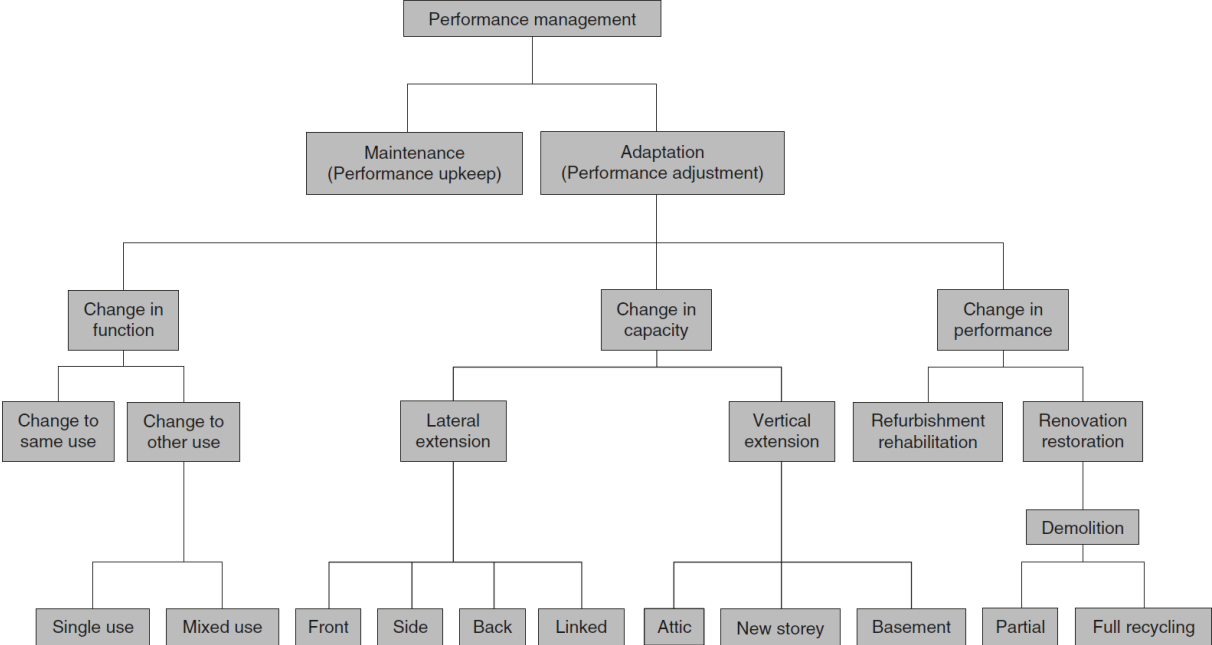 Performance management
Maintenance
(Performance upkeep)
Adaptation
(Performance adjustment)
Change in
function
Change in
capacity
Change in
performance
Change to
same use
Change to
other use
Lateral
extension
Vertical
extension
Refurbishment
rehabilitation
Renovation
restoration
Demolition
Single use
Mixed use
Front
Side
Back
Linked
Attic
New storey
Basement
Partial
Full recycling